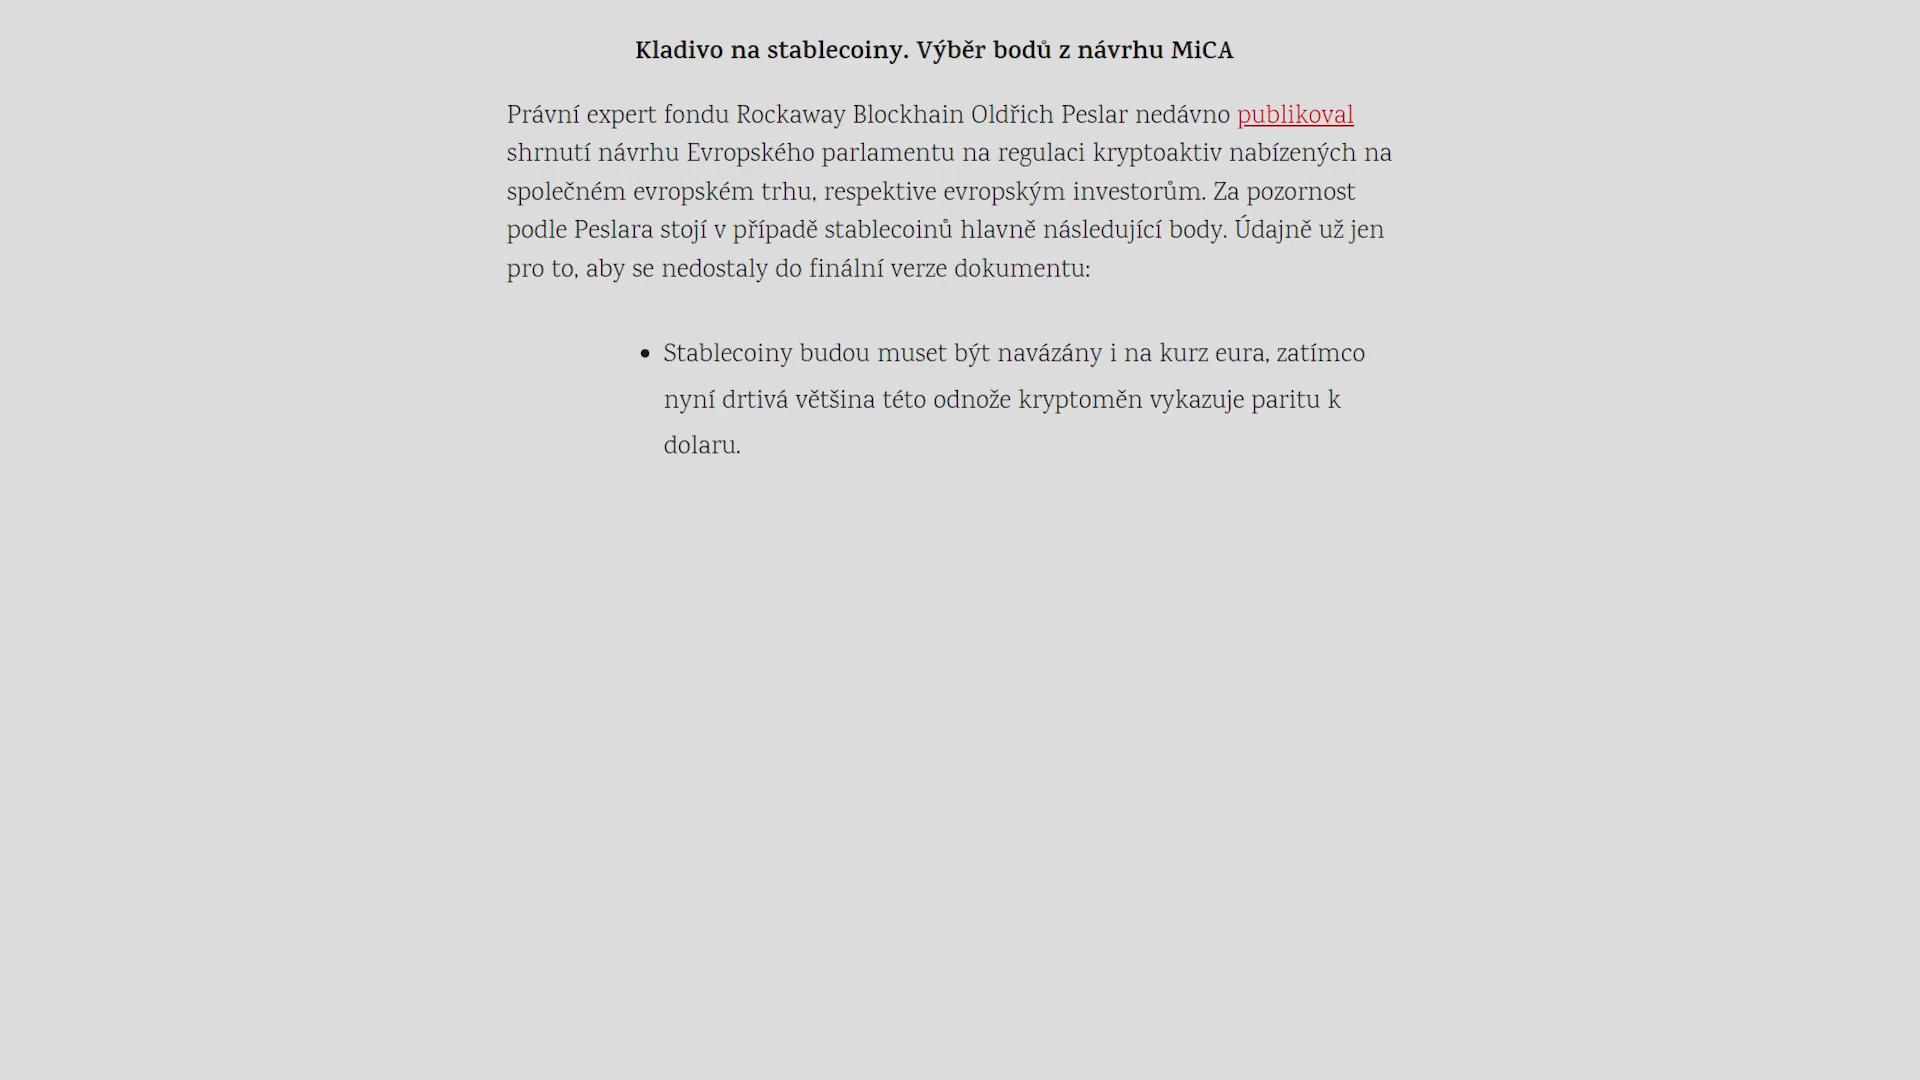 Kladivo na stablecoiny. Výběr bodů z návrhu MiCA
Právní expert fondu Rockaway Blockhain Oldřich Peslar nedávno publikoval
shrnutí návrhu Evropského parlamentu na regulaci kryptoaktiv nabízených na
společném evropském trhu, respektive evropským investorům. Za pozornost
podle Peslara stojí v případě stablecoinů hlavně následující body. Údajně už jen
pro to, aby se nedostaly do finální verze dokumentu:
• Stablecoiny budou muset být navázány i na kurz eura, zatímco
nyní drtivá většina této odnože kryptoměn vykazuje paritu k
dolaru.